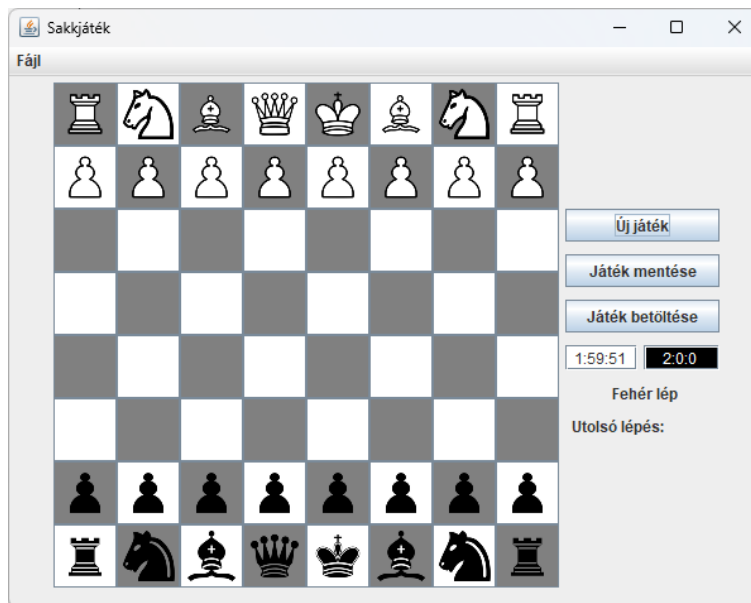 Sakkjáték
Fájl
Új játék
Játék mentése
Játék betöltése
1:59:51 2:0:0
Fehér lép
Utolsó lépés: